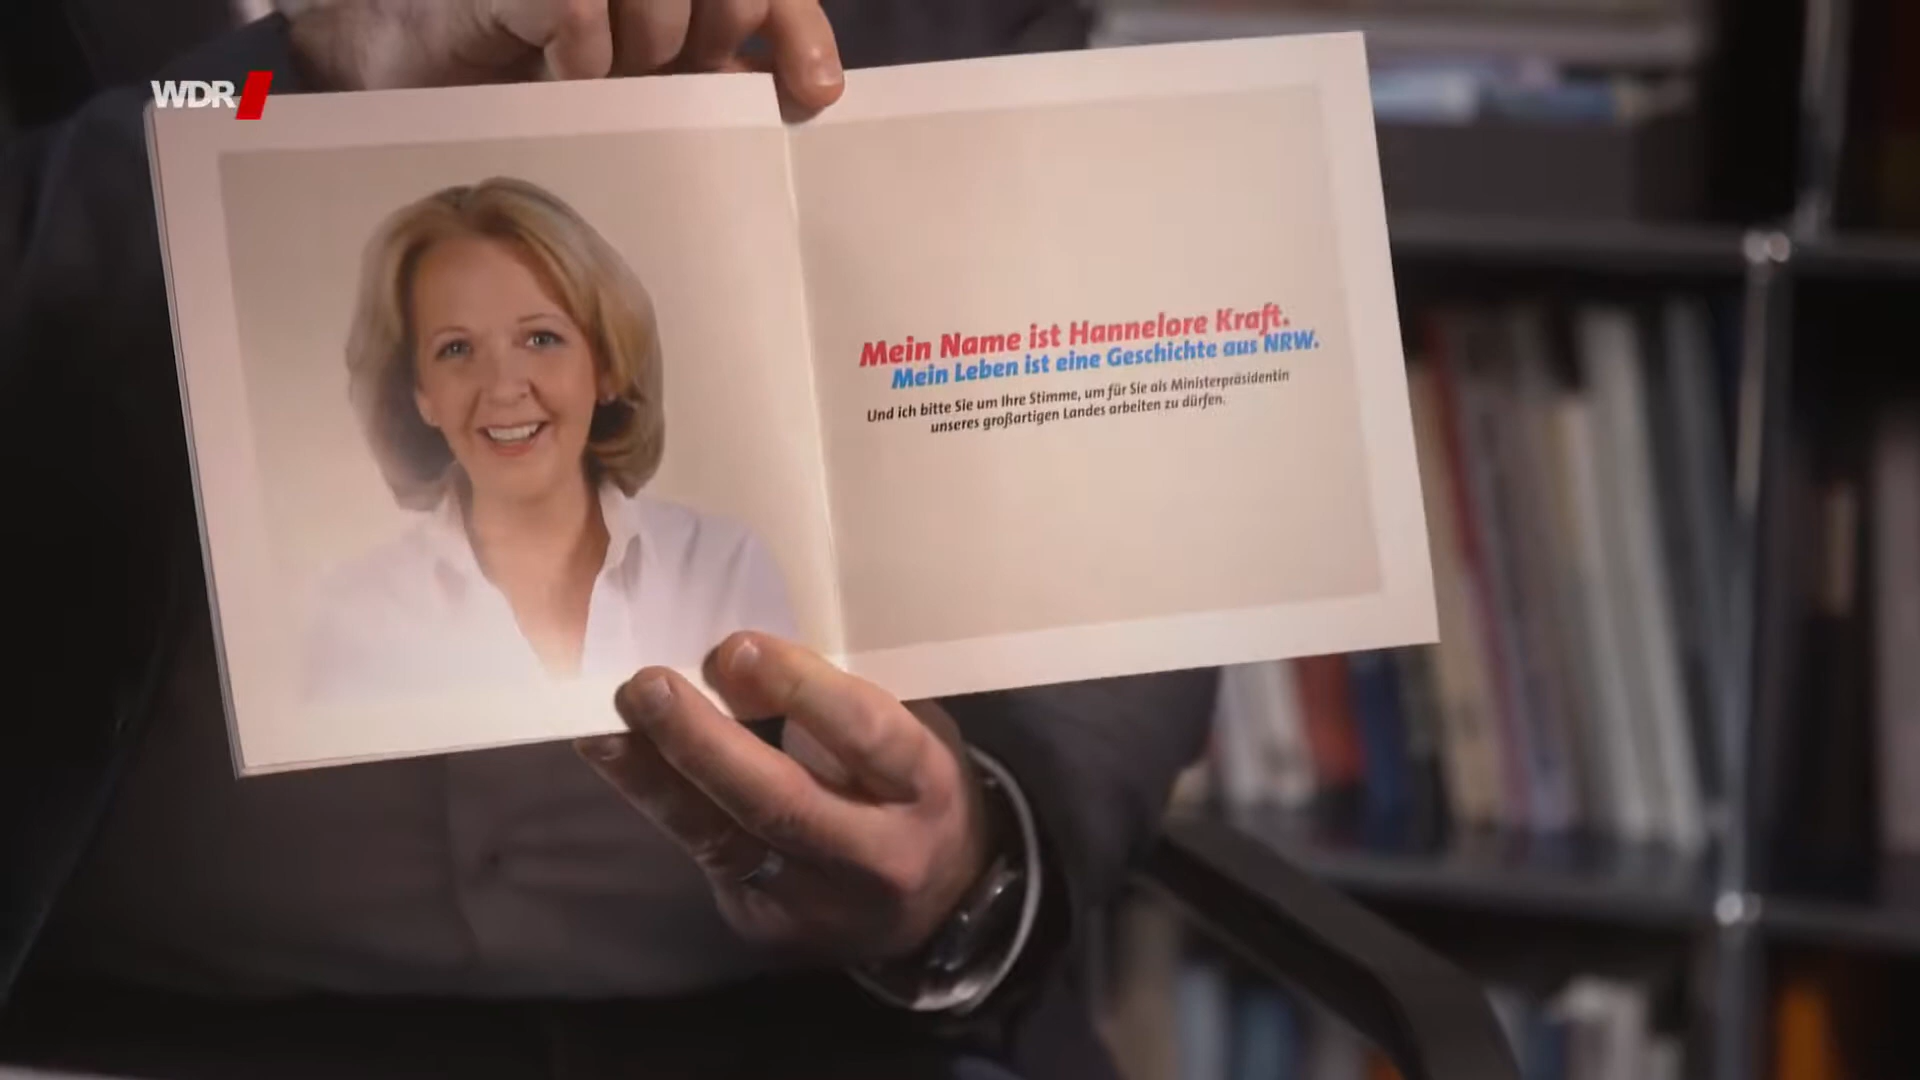 WDR
Mein Name ist Hannelore Kraft.
Mein Leben ist eine Geschichte aus NRW.
Und ich bitte Sie um Ihre Stimme, um für Sie als Ministerpräsidentin
unseres großartigen Landes arbeiten zu dürfen.